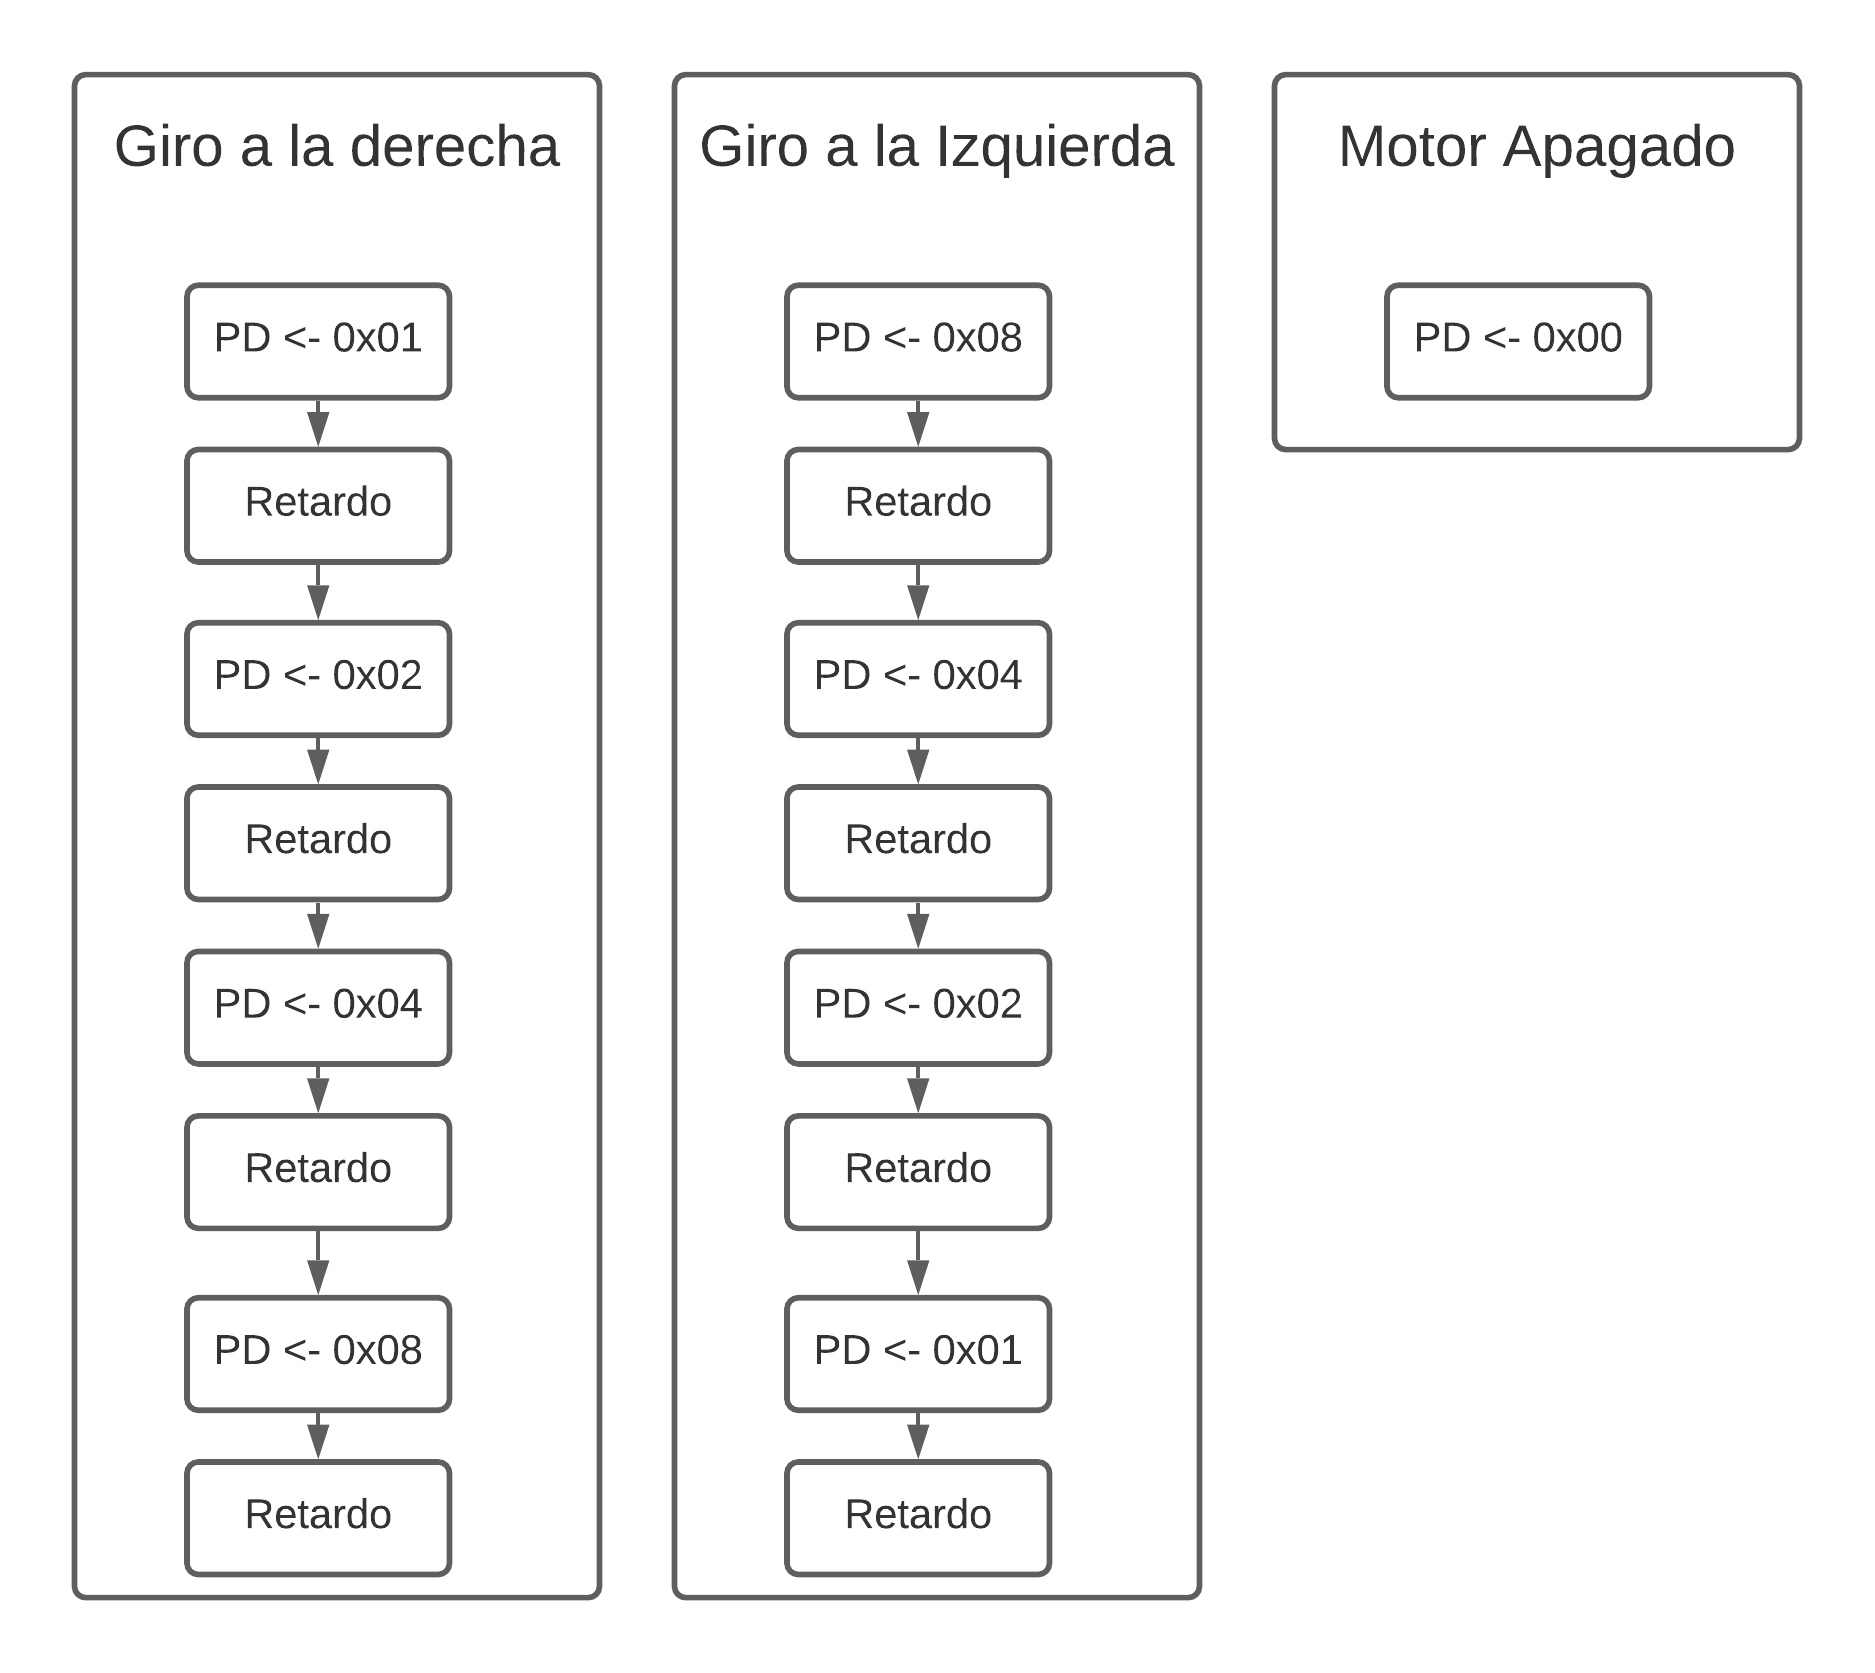 Giro a la derecha
PD <- 0x01
Retardo
PD <- 0x02
Retardo
PD <- 0x04
Retardo
PD <- 0x08
Retardo
Giro a la Izquierda
PD <- 0x08
Retardo
PD <- 0x04
Retardo
PD <- 0x02
Retardo
PD <- 0x01
Retardo
Motor Apagado
PD <- 0x00